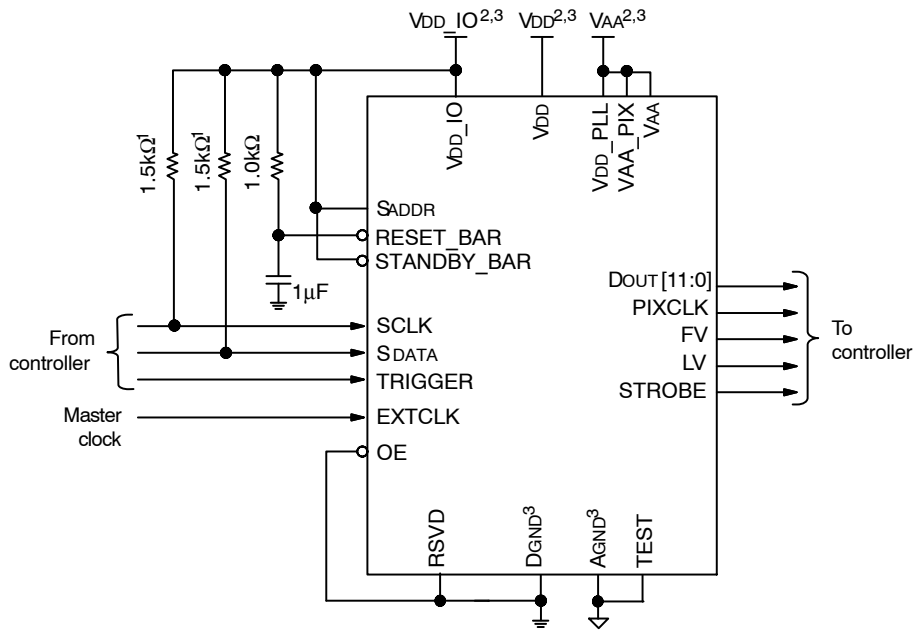 VDD_IO2,3 VDD2,3 VAA2,3
1.5kΩ1
1.5kΩ1
1.0kΩ
VDD_IO
VDD
VDD_PLL
VAA_PIX
VAA
SADDR
RESET_BAR
STANDBY_BAR
1μF
From
controller
SCLK
SDATA
TRIGGER
Master
clock
EXTCLK
OE
DOUT [11:0]
PIXCLK
FV
LV
STROBE
To
controller
RSVD
DGND3
AGND3
TEST